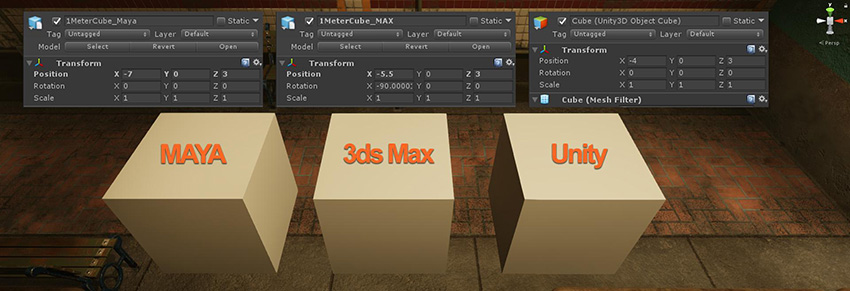 1MeterCube_Maya Static
Tag Untagged Layer Default
Model Select Revert Open
Transform
Position X -7 Y 0 Z 3
Rotation X 0 Y 0 Z 0
Scale X 1 Y 1 Z 1
1MeterCube_MAX Static
Tag Untagged Layer Default
Model Select Revert Open
Transform
Position X -5.5 Y 0 Z 3
Rotation X -90.0000 Y 0 Z 0
Scale X 1 Y 1 Z 1
Cube (Unity3D Object Cube) Static
Tag Untagged Layer Default
Transform
Position X -4 Y 0 Z 3
Rotation X 0 Y 0 Z 0
Scale X 1 Y 1 Z 1
Cube (Mesh Filter)
y
Persp
MAYA
3ds Max
Unity